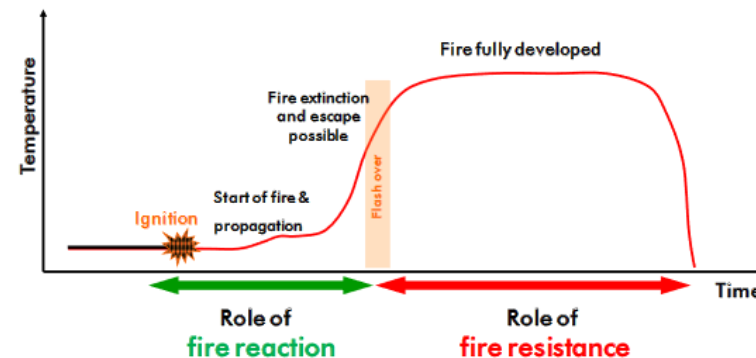 Temperature
Ignition
Start of fire &
propagation
Fire extinction
and escape
possible
Flash over
Fire fully developed
Time
Role of
fire reaction
Role of
fire resistance